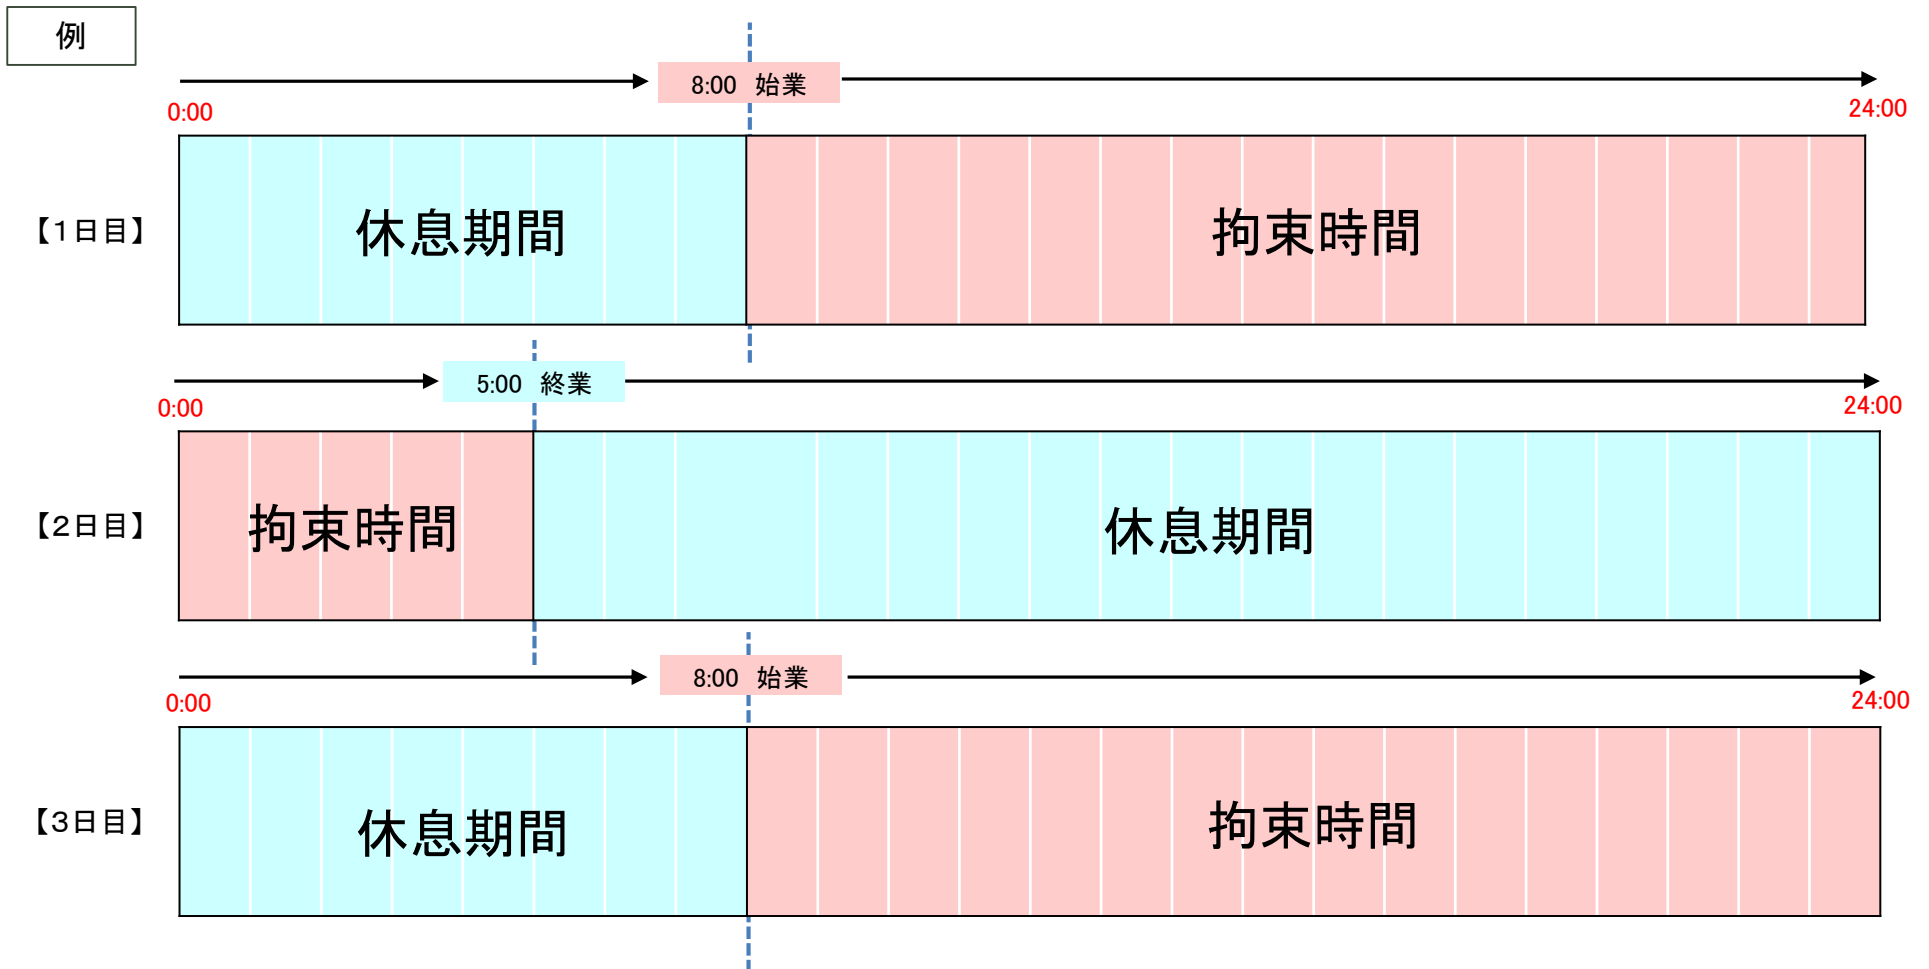 例
8:00 始業
0:00
24:00
【1日目】
休息期間
拘束時間
5:00 終業
0:00
24:00
【2日目】
拘束時間
休息期間
8:00 始業
0:00
24:00
【3日目】
休息期間
拘束時間